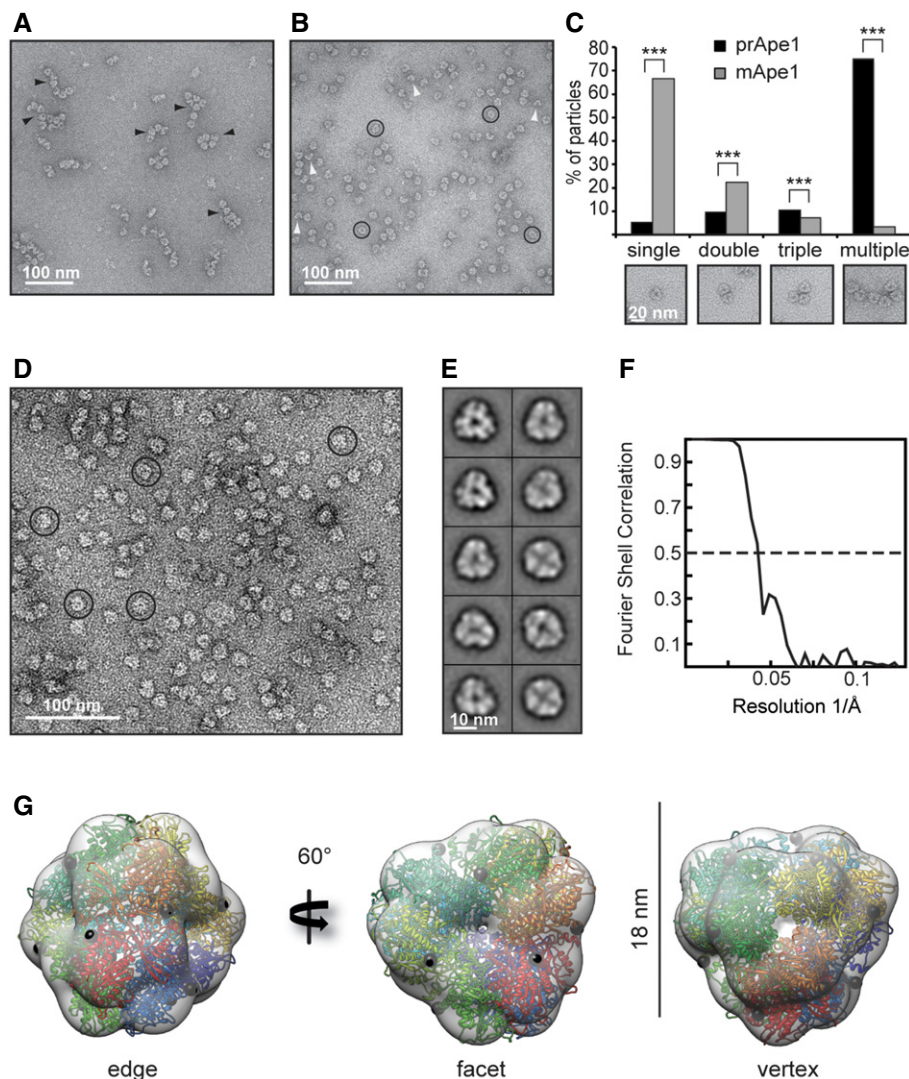 A
100 nm
B
100 nm
C
% of particles
80
70
60
50
40
30
20
10
prApe1
mApe1
***
***
***
***
single double triple multiple
20 nm
D
100 nm
E
10 nm
F
Fourier Shell Correlation
0.9
0.7
0.5
0.3
0.1
0.05 0.1
Resolution 1/Å
G
60°
18 nm
edge facet vertex